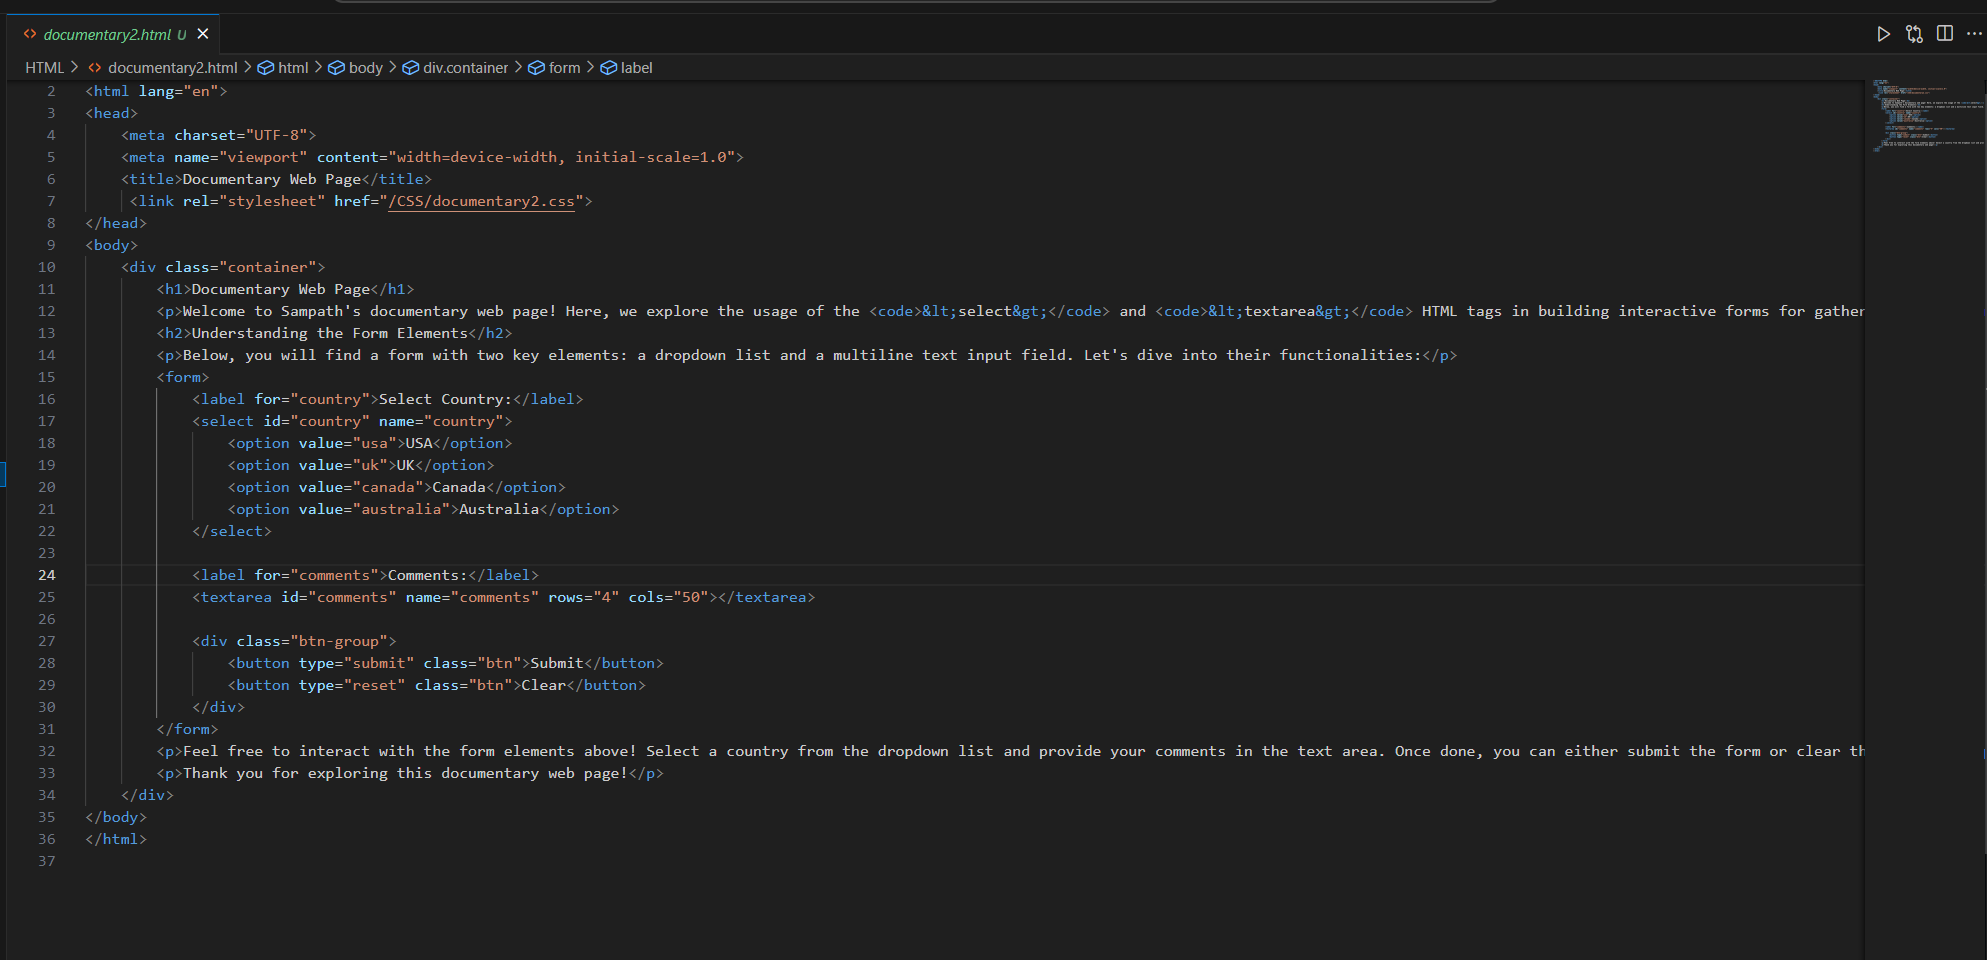 documentary2.html U
HTML > documentary2.html > html > body > div.container > form > label
2 <html lang="en">
3 <head>
4     <meta charset="UTF-8">
5     <meta name="viewport" content="width=device-width, initial-scale=1.0">
6     <title>Documentary Web Page</title>
7      <link rel="stylesheet" href="/CSS/documentary2.css">
8 </head>
9 <body>
10     <div class="container">
11         <h1>Documentary Web Page</h1>
12         <p>Welcome to Sampath's documentary web page! Here, we explore the usage of the <code>&lt;select&gt;</code> and <code>&lt;textarea&gt;</code> HTML tags in building interactive forms for gather
13         <h2>Understanding the Form Elements</h2>
14         <p>Below, you will find a form with two key elements: a dropdown list and a multiline text input field. Let's dive into their functionalities:</p>
15         <form>
16             <label for="country">Select Country:</label>
17             <select id="country" name="country">
18                 <option value="usa">USA</option>
19                 <option value="uk">UK</option>
20                 <option value="canada">Canada</option>
21                 <option value="australia">Australia</option>
22             </select>
23
24             <label for="comments">Comments:</label>
25             <textarea id="comments" name="comments" rows="4" cols="50"></textarea>
26
27             <div class="btn-group">
28                 <button type="submit" class="btn">Submit</button>
29                 <button type="reset" class="btn">Clear</button>
30             </div>
31         </form>
32         <p>Feel free to interact with the form elements above! Select a country from the dropdown list and provide your comments in the text area. Once done, you can either submit the form or clear th
33         <p>Thank you for exploring this documentary web page!</p>
34     </div>
35 </body>
36 </html>
37